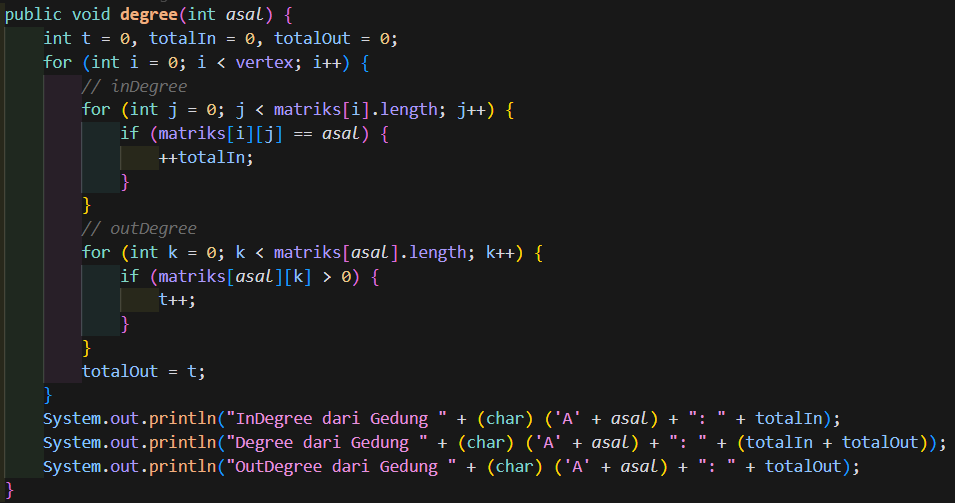 public void degree(int asal) {
    int t = 0, totalIn = 0, totalOut = 0;
    for (int i = 0; i < vertex; i++) {
        // inDegree
        for (int j = 0; j < matriks[i].length; j++) {
            if (matriks[i][j] == asal) {
                ++totalIn;
            }
        }
        // outDegree
        for (int k = 0; k < matriks[asal].length; k++) {
            if (matriks[asal][k] > 0) {
                t++;
            }
        }
        totalOut = t;
    }
    System.out.println("InDegree dari Gedung " + (char) ('A' + asal) + ": " + totalIn);
    System.out.println("Degree dari Gedung " + (char) ('A' + asal) + ": " + (totalIn + totalOut));
    System.out.println("OutDegree dari Gedung " + (char) ('A' + asal) + ": " + totalOut);
}